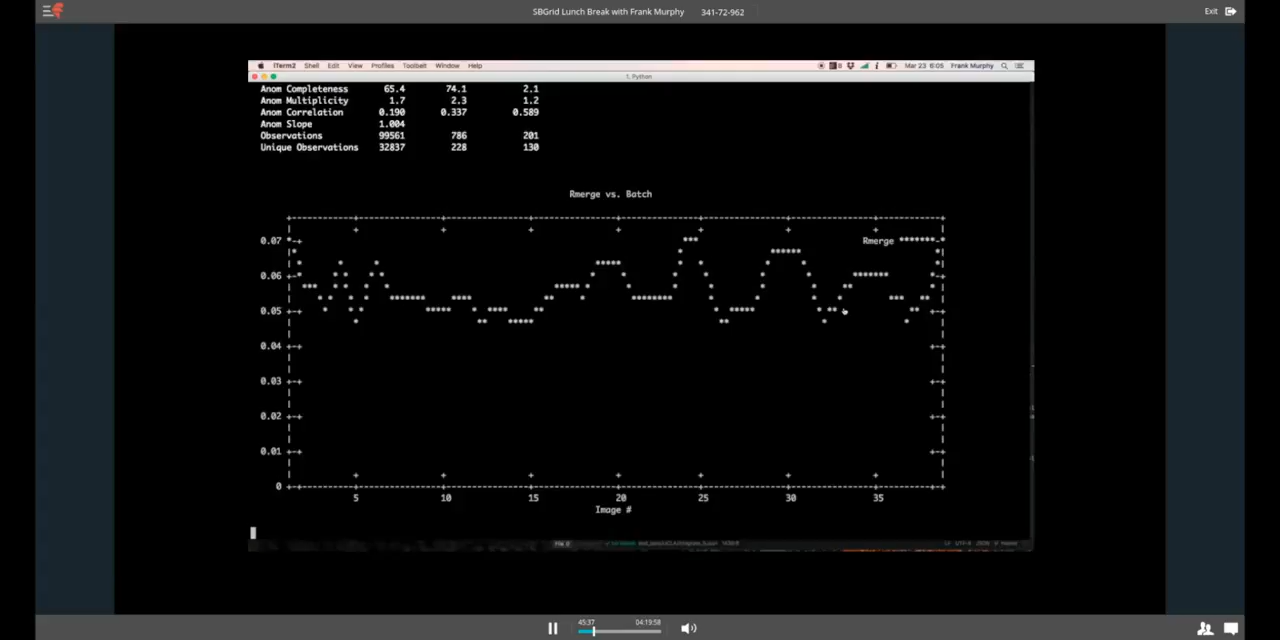 SBGrid Lunch Break with Frank Murphy 341-72-962 Exit
iTerm2 Shell Edit View Profiles Toolbelt Window Help Mar 23 6:05 Frank Murphy
1. Python
Anom Completeness 65.4 74.1 2.1
Anom Multiplicity 1.7 2.3 1.2
Anom Correlation 0.190 0.337 0.589
Anom Slope 1.004
Observations 99561 786 201
Unique Observations 32837 228 130
Rmerge vs. Batch
0.07 Rmerge *******
0.06
0.05
0.04
0.03
0.02
0.01
0
5 10 15 20 25 30 35
Image #
45:37 04:19:58